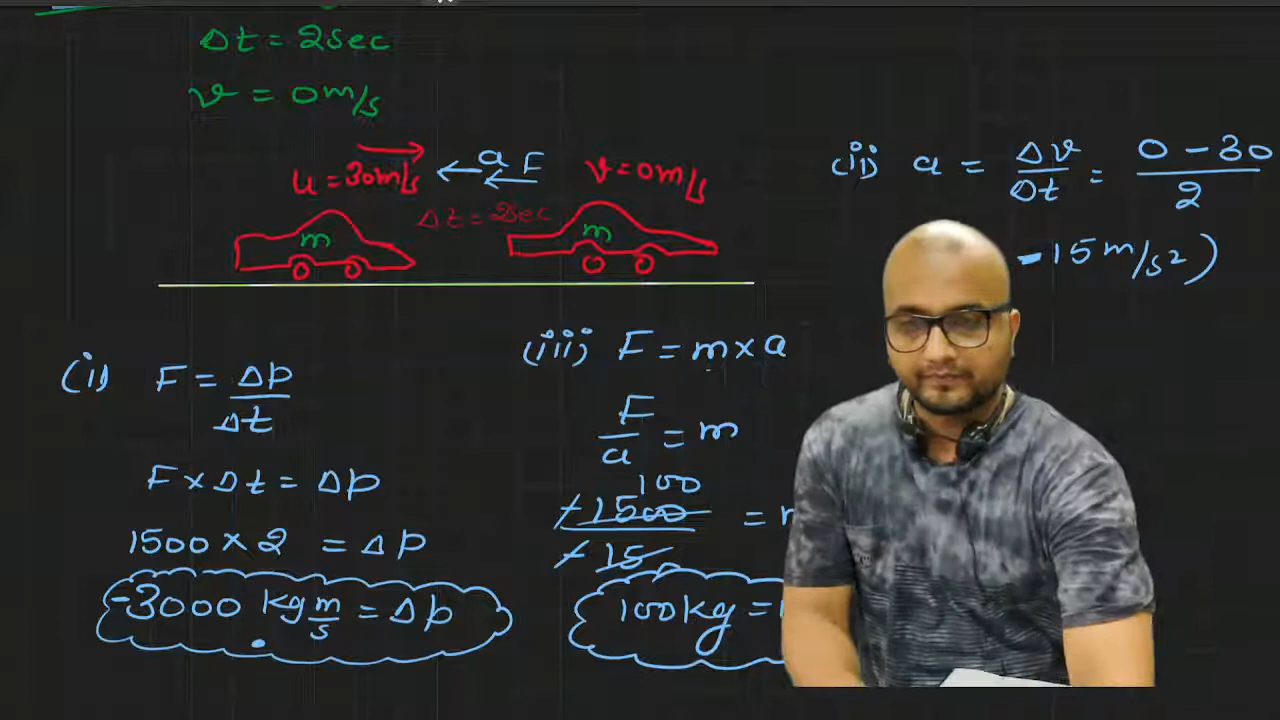 Δt = 2sec
v = 0m/s
u = 30m/s
a F
v = 0m/s
Δt = 2sec
m
m
(i) F = Δp/Δt
F × Δt = Δp
1500 × 2 = Δp
-3000 kg m/s = Δp
(ii) a = Δv/Δt = 0 - 30/2
-15 m/s²)
(iii) F = m × a
F/a = m
100
-1500/-15 =
100kg =